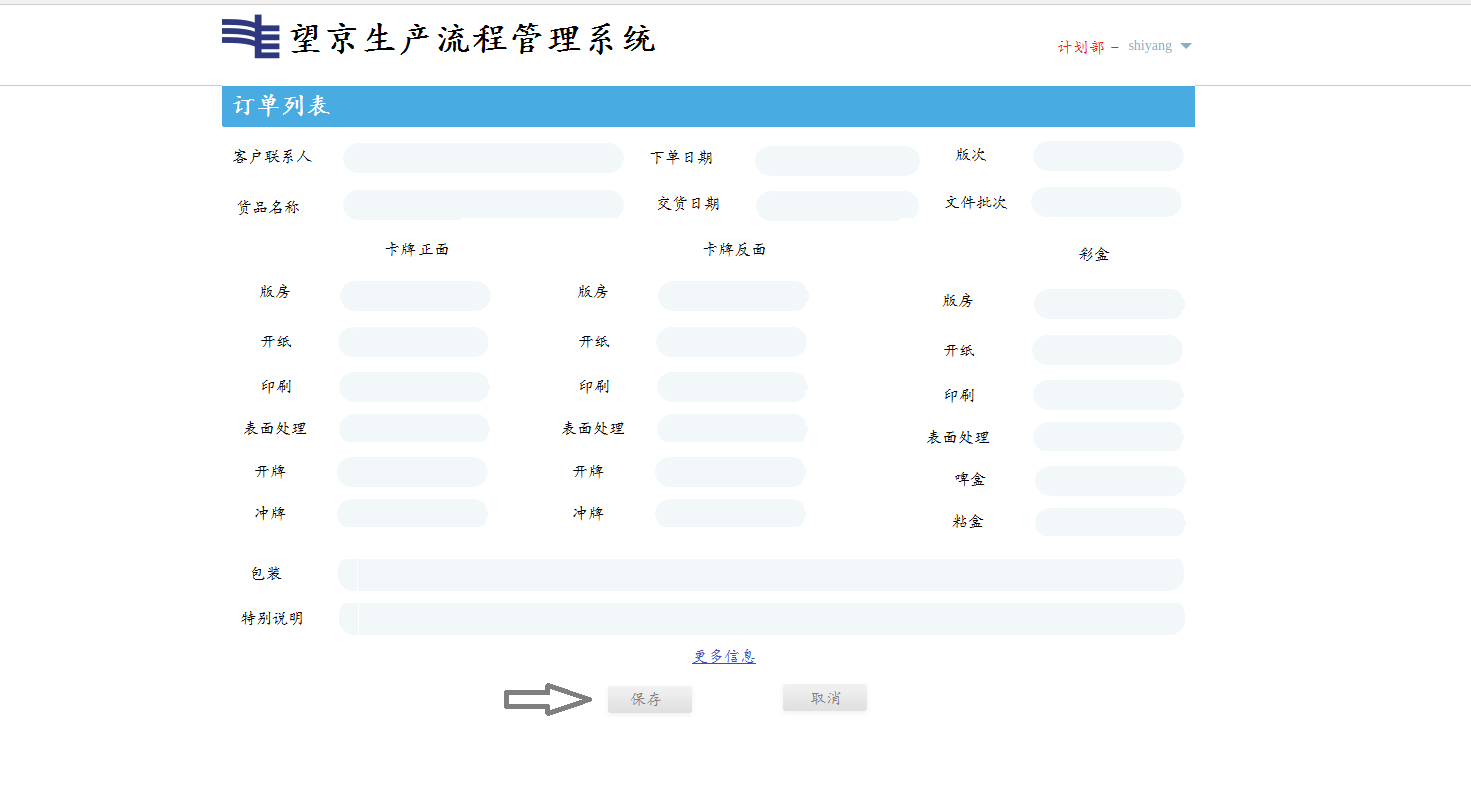 望京生产流程管理系统
计划部 – shiyang
订单列表
客户联系人 下单日期 版次
货品名称 交货日期 文件批次
卡牌正面 卡牌反面 彩盒
版房 版房 版房
开纸 开纸 开纸
印刷 印刷 印刷
表面处理 表面处理 表面处理
开牌 开牌 啤盒
冲牌 冲牌 粘盒
包装
特别说明
更多信息
保存 取消